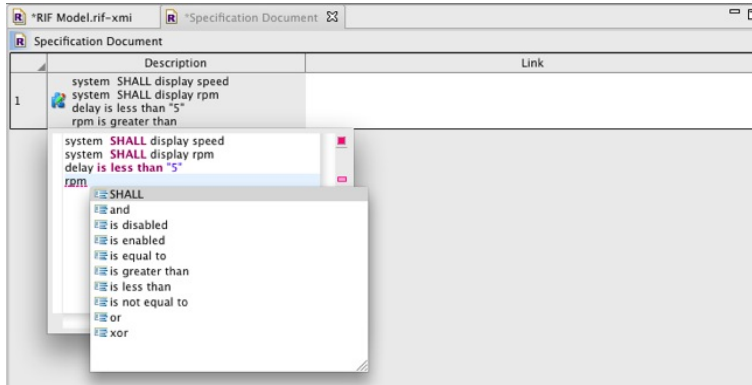 *RIF Model.rif-xmi *Specification Document
Specification Document
Description Link
1
system SHALL display speed
system SHALL display rpm
delay is less than "5"
rpm is greater than
system SHALL display speed
system SHALL display rpm
delay is less than "5"
rpm
SHALL
and
is disabled
is enabled
is equal to
is greater than
is less than
is not equal to
or
xor